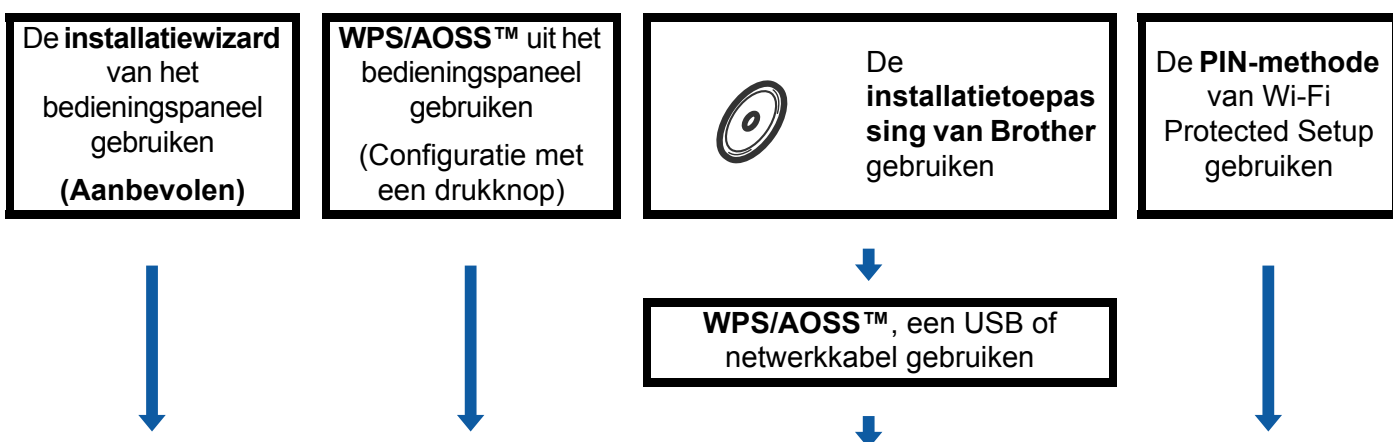 De installatiewizard
van het
bedieningspaneel
gebruiken
(Aanbevolen)
WPS/AOSS™ uit het
bedieningspaneel
gebruiken
(Configuratie met
een drukknop)
De
installatietoepas
sing van Brother
gebruiken
De PIN-methode
van Wi-Fi
Protected Setup
gebruiken
WPS/AOSS™, een USB of
netwerkkabel gebruiken